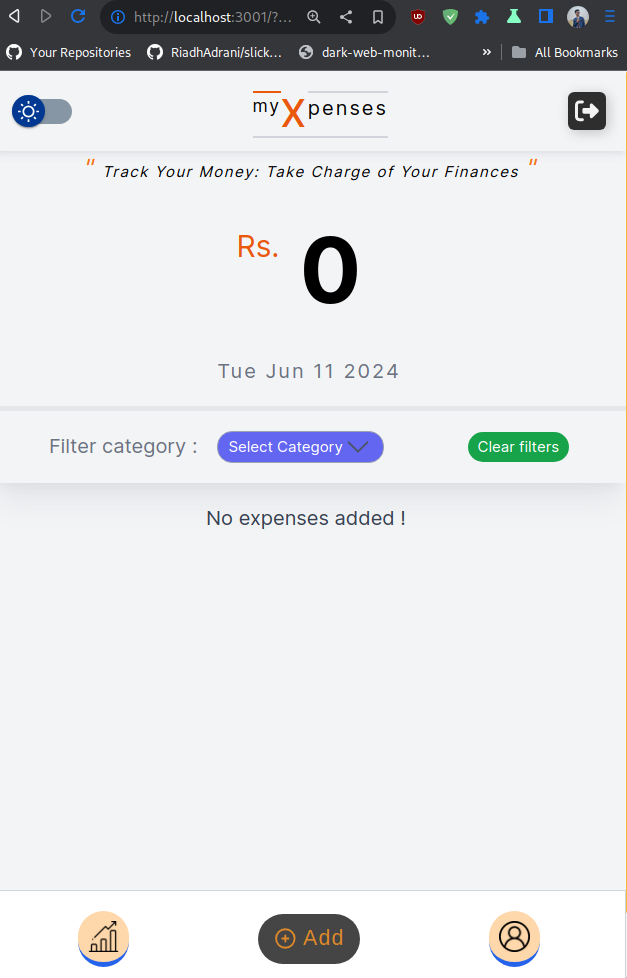 http://localhost:3001/?...
Your Repositories
RiadhAdrani/slick...
dark-web-monit...
»
All Bookmarks
myXpenses
" Track Your Money: Take Charge of Your Finances "
Rs. 0
Tue Jun 11 2024
Filter category :
Select Category
Clear filters
No expenses added !
Add